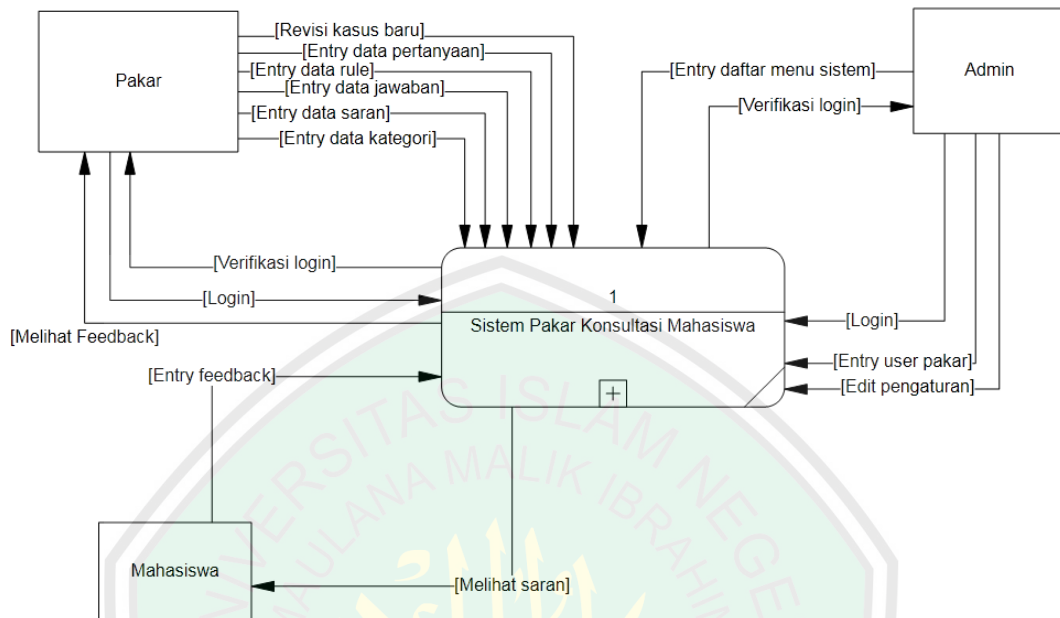 Pakar
[Revisi kasus baru]
[Entry data pertanyaan]
[Entry data rule]
[Entry data jawaban]
[Entry data saran]
[Entry data kategori]
[Entry daftar menu sistem]
Admin
[Verifikasi login]
[Verifikasi login]
[Login]
[Melihat Feedback]
1
Sistem Pakar Konsultasi Mahasiswa
+
[Login]
[Entry user pakar]
[Edit pengaturan]
[Entry feedback]
Mahasiswa
[Melihat saran]
UNIVERSITAS ISLAM NEGE
MAULANA MALIK IBRAHIM